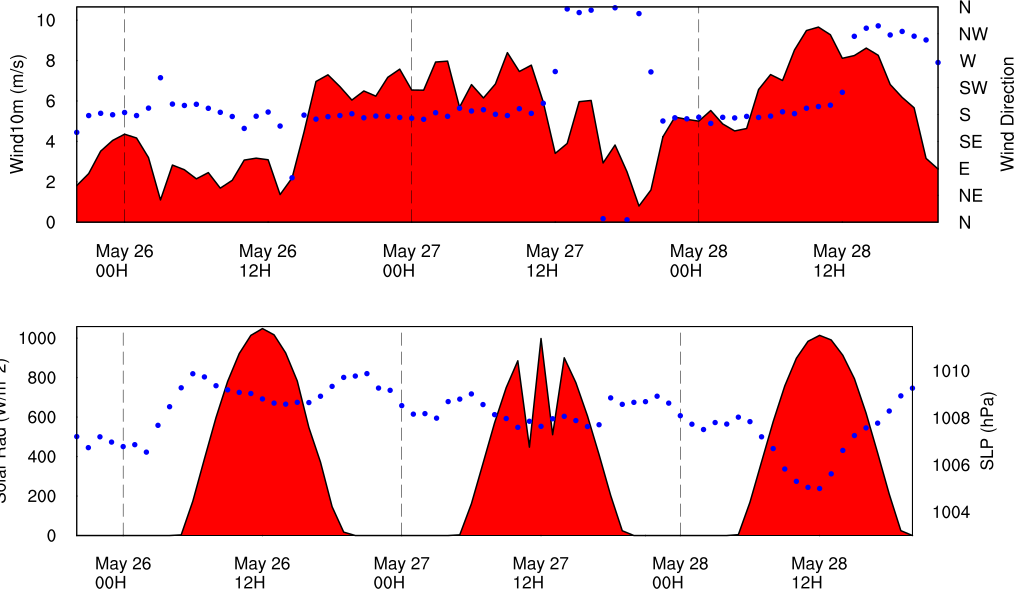 10
8
6
4
2
0
Wind10m (m/s)
N
NW
W
SW
S
SE
E
NE
N
Wind Direction
May 26 May 26 May 27 May 27 May 28 May 28
00H 12H 00H 12H 00H 12H
1000
800
600
400
200
0
1010
1008
1006
1004
SLP (hPa)
May 26 May 26 May 27 May 27 May 28 May 28
00H 12H 00H 12H 00H 12H